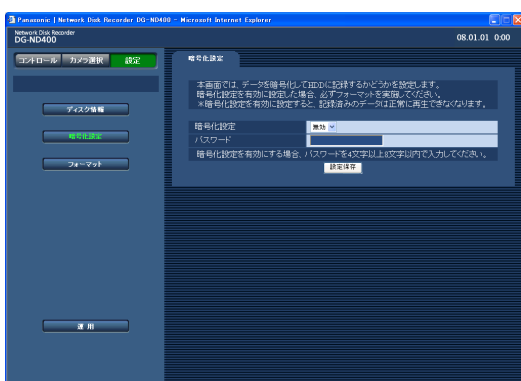 Panasonic | Network Disk Recorder DG-ND400 - Microsoft Internet Explorer
Network Disk Recorder
DG-ND400
08.01.01 0:00
コントロール カメラ選択 設定
暗号化設定
本画面では、データを暗号化してHDDに記録するかどうかを設定します。
暗号化設定を有効に設定した場合、必ずフォーマットを実施してください。
※暗号化設定を有効に設定すると、記録済みのデータは正常に再生できなくなります。
ディスク情報
暗号化設定
フォーマット
暗号化設定 無効
パスワード
暗号化設定を有効にする場合、パスワードを4文字以上8文字以内で入力してください。
設定保存
運用